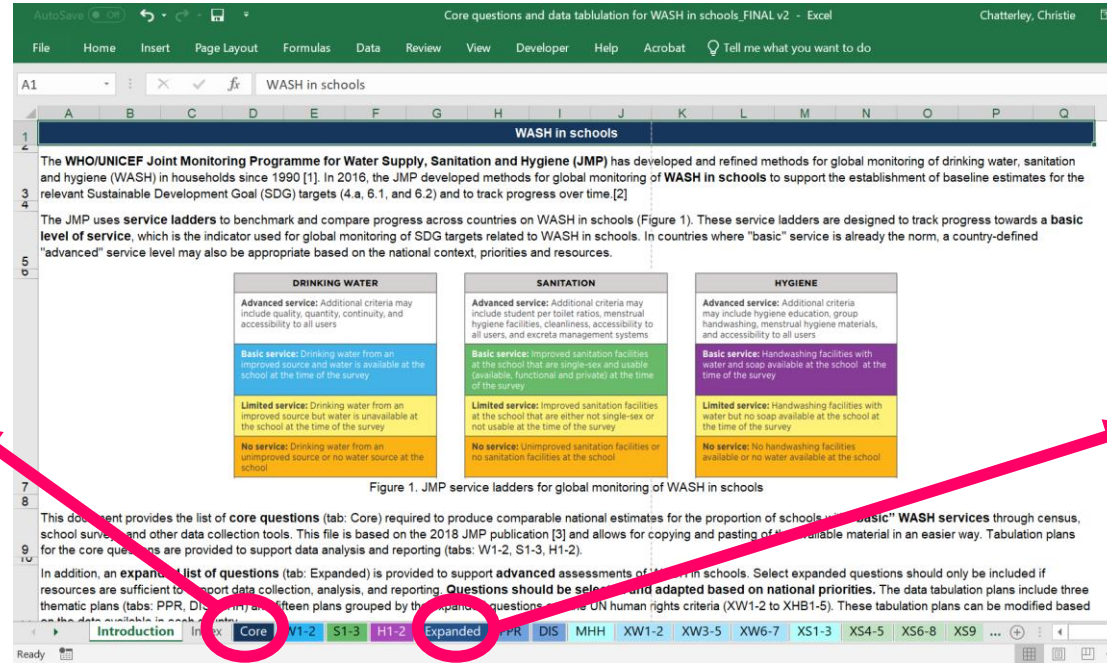 AutoSave Off
Core questions and data tablulation for WASH in schools_FINAL v2 - Excel
Chatterley, Christie
File Home Insert Page Layout Formulas Data Review View Developer Help Acrobat Tell me what you want to do
A1 fx WASH in schools
A B C D E F G H I J K L M N O P Q
1
WASH in schools
The WHO/UNICEF Joint Monitoring Programme for Water Supply, Sanitation and Hygiene (JMP) has developed and refined methods for global monitoring of drinking water, sanitation
and hygiene (WASH) in households since 1990 [1]. In 2016, the JMP developed methods for global monitoring of WASH in schools to support the establishment of baseline estimates for the
3 relevant Sustainable Development Goal (SDG) targets (4.a, 6.1, and 6.2) and to track progress over time.[2]
4
The JMP uses service ladders to benchmark and compare progress across countries on WASH in schools (Figure 1). These service ladders are designed to track progress towards a basic
level of service, which is the indicator used for global monitoring of SDG targets related to WASH in schools. In countries where "basic" service is already the norm, a country-defined
5 "advanced" service level may also be appropriate based on the national context, priorities and resources.
6
DRINKING WATER
Advanced service: Additional criteria may
include quality, quantity, continuity, and
accessibility to all users
Basic service: Drinking water from an
improved source and water is available at the
school at the time of the survey
Limited service: Drinking water from an
improved source but water is unavailable at
the school at the time of the survey
No service: Drinking water from an
unimproved source or no water source at the
school
SANITATION
Advanced service: Additional criteria may
include student per toilet ratios, menstrual
hygiene facilities, cleanliness, accessibility to
all users, and excreta management systems
Basic service: Improved sanitation facilities
at the school that are single-sex and usable
(available, functional and private) at the time
of the survey
Limited service: Improved sanitation facilities
at the school that are either not single-sex or
not usable at the time of the survey
No service: Unimproved sanitation facilities or
no sanitation facilities at the school
HYGIENE
Advanced service: Additional criteria
may include hygiene education, group
handwashing, menstrual hygiene materials,
and accessibility to all users
Basic service: Handwashing facilities with
water and soap available at the school at the
time of the survey
Limited service: Handwashing facilities with
water but no soap available at the school at
the time of the survey
No service: No handwashing facilities
available or no water available at the school
7 Figure 1. JMP service ladders for global monitoring of WASH in schools
8
This document provides the list of core questions (tab: Core) required to produce comparable national estimates for the proportion of schools with "basic" WASH services through census,
school surveys and other data collection tools. This file is based on the 2018 JMP publication [3] and allows for copying and pasting of the available material in an easier way. Tabulation plans
9 for the core questions are provided to support data analysis and reporting (tabs: W1-2, S1-3, H1-2).
10
In addition, an expanded list of questions (tab: Expanded) is provided to support advanced assessments of WASH in schools. Select expanded questions should only be included if
resources are sufficient to support data collection, analysis, and reporting. Questions should be selected and adapted based on national priorities. The data tabulation plans include three
thematic plans (tabs: PPR, DIS, MHH) and fifteen plans grouped by the expanded questions and the UN human rights criteria (XW1-2 to XHB1-5). These tabulation plans can be modified based
on the data available in each country.
Introduction Index Core W1-2 S1-3 H1-2 Expanded PPR DIS MHH XW1-2 XW3-5 XW6-7 XS1-3 XS4-5 XS6-8 XS9 ...
Ready